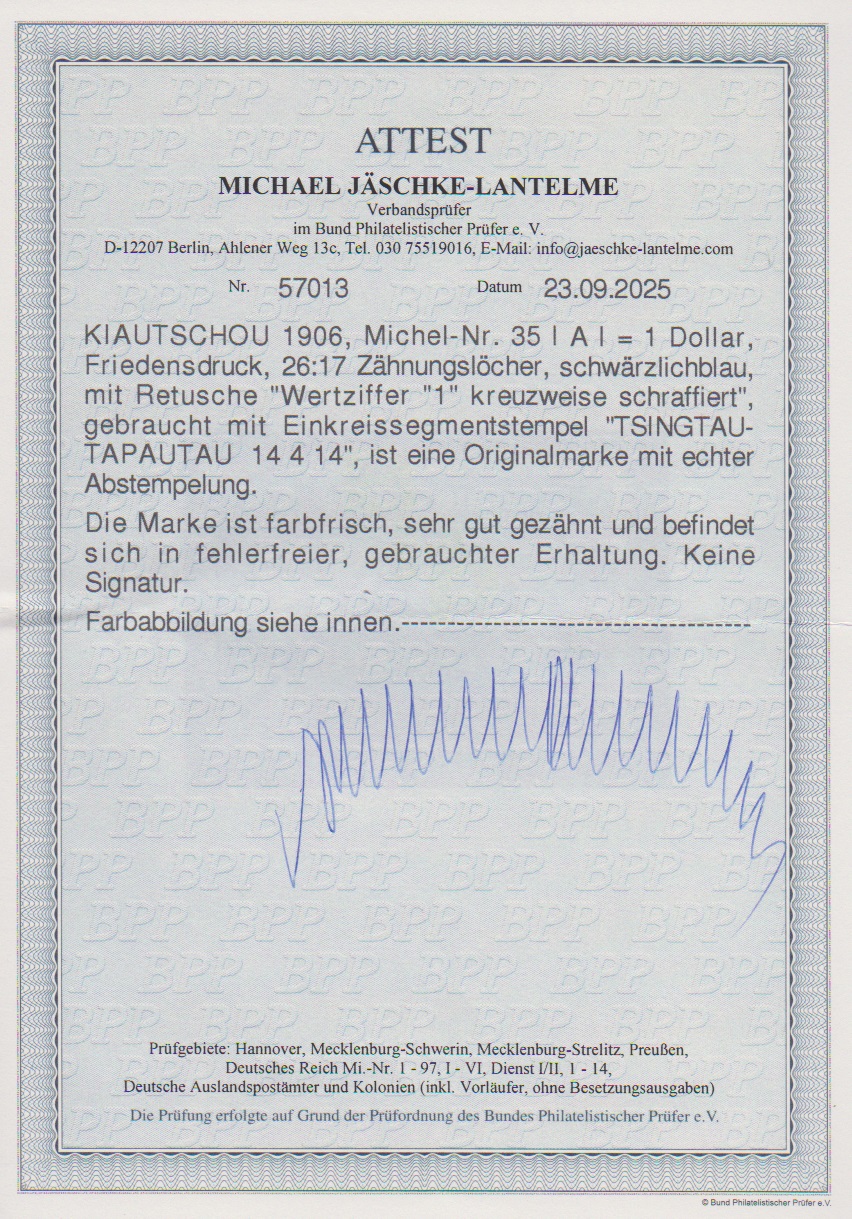 ATTEST
MICHAEL JÄSCHKE-LANTELME
Verbandsprüfer
im Bund Philatelistischer Prüfer e. V.
D-12207 Berlin, Ahlener Weg 13c, Tel. 030 75519016, E-Mail: info@jaeschke-lantelme.com
Nr. 57013 Datum 23.09.2025
KIAUTSCHOU 1906, Michel-Nr. 35 I A I = 1 Dollar,
Friedensdruck, 26:17 Zähnungslöcher, schwärzlichblau,
mit Retusche "Wertziffer "1" kreuzweise schraffiert",
gebraucht mit Einkreissegmentstempel "TSINGTAU-
TAPAUTAU 14 4 14", ist eine Originalmarke mit echter
Abstempelung.
Die Marke ist farbfrisch, sehr gut gezähnt und befindet
sich in fehlerfreier, gebrauchter Erhaltung. Keine
Signatur.
Farbabbildung siehe innen.---------------------------------------
Prüfgebiete: Hannover, Mecklenburg-Schwerin, Mecklenburg-Strelitz, Preußen,
Deutsches Reich Mi.-Nr. 1 - 97, I - VI, Dienst I/II, 1 - 14,
Deutsche Auslandspostämter und Kolonien (inkl. Vorläufer, ohne Besetzungsausgaben)
Die Prüfung erfolgte auf Grund der Prüfordnung des Bundes Philatelistischer Prüfer e.V.
© Bund Philatelistischer Prüfer e.V.